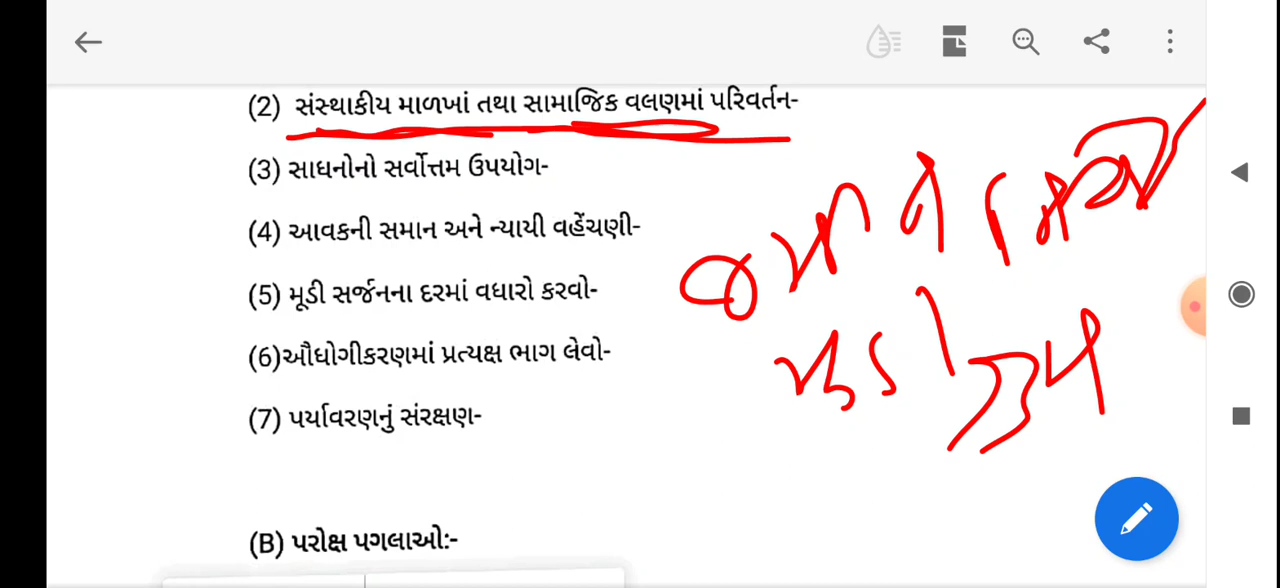 (2) સંસ્થાકીય માળખાં તથા સામાજિક વલણમાં પરિવર્તન-
(3) સાધનોનો સર્વોત્તમ ઉપયોગ-
(4) આવકની સમાન અને ન્યાયી વહેંચણી-
(5) મૂડી સર્જનના દરમાં વધારો કરવો-
(6)ઔધોગીકરણમાં પ્રત્યક્ષ ભાગ લેવો-
(7) પર્યાવરણનું સંરક્ષણ-
(B) પરોક્ષ પગલાઓ:-